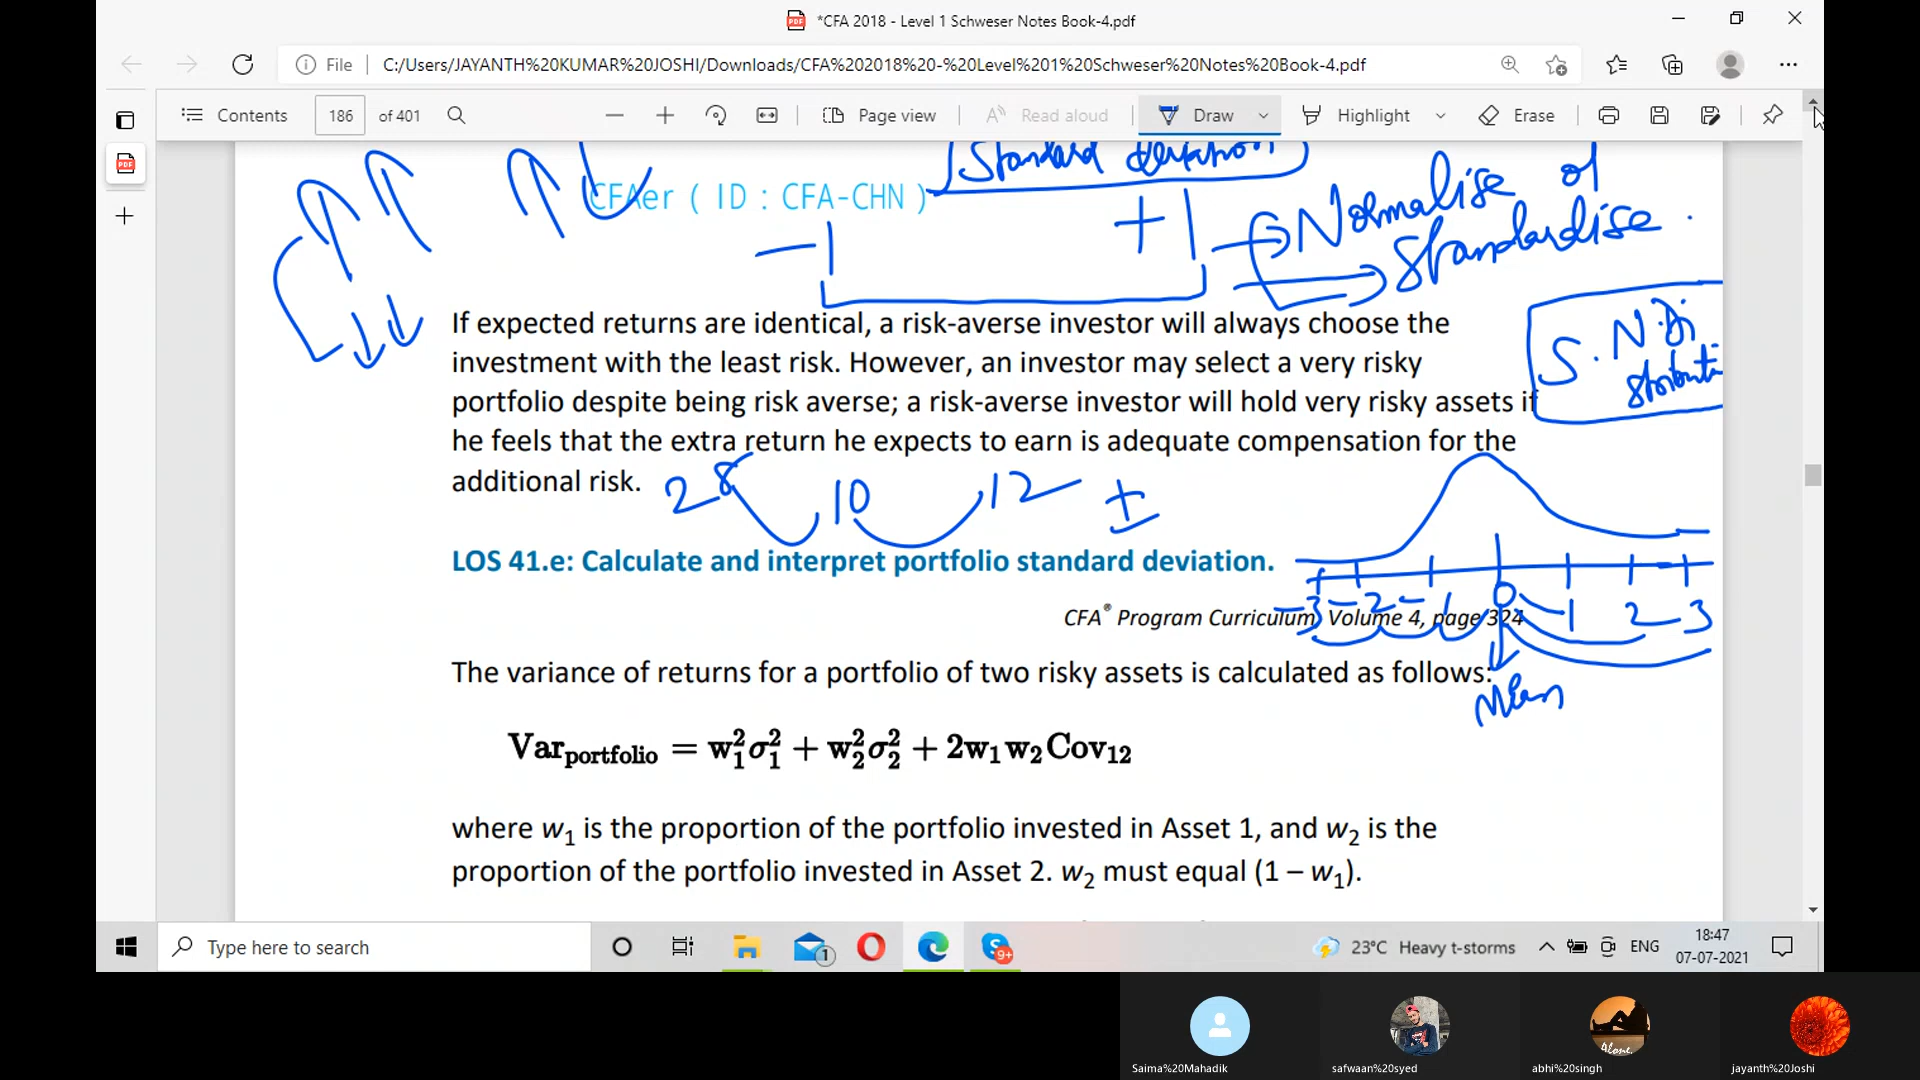 *CFA 2018 - Level 1 Schweser Notes Book-4.pdf
File
C:/Users/JAYANTH%20KUMAR%20JOSHI/Downloads/CFA%202018%20-%20Level%201%20Schweser%20Notes%20Book-4.pdf
Contents 186 of 401 Page view Read aloud Draw Highlight Erase
Standard deviation
CFAer ( ID : CFA-CHN )
-1 +1 Normalise of
Standardise.
If expected returns are identical, a risk-averse investor will always choose the
investment with the least risk. However, an investor may select a very risky
portfolio despite being risk averse; a risk-averse investor will hold very risky assets if
he feels that the extra return he expects to earn is adequate compensation for the
additional risk.
S. N. Di
stributi
28 10 12 ±
LOS 41.e: Calculate and interpret portfolio standard deviation.
-3 -2 -1 0 1 2 3
CFA® Program Curriculum, Volume 4, page 324
The variance of returns for a portfolio of two risky assets is calculated as follows:
Mean
Var_portfolio = w₁²σ₁² + w₂²σ₂² + 2w₁w₂Cov₁₂
where w₁ is the proportion of the portfolio invested in Asset 1, and w₂ is the
proportion of the portfolio invested in Asset 2. w₂ must equal (1 – w₁).
Type here to search
1
9+
23°C Heavy t-storms
ENG
18:47
07-07-2021
Alone.
Saima%20Mahadik safwaan%20syed abhi%20singh jayanth%20Joshi